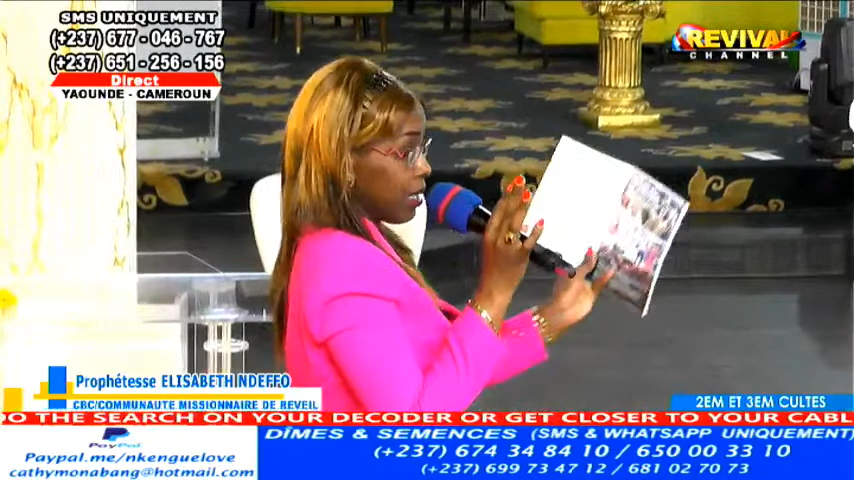 SMS UNIQUEMENT
(+237) 677 - 046 - 767
(+237) 651 - 256 - 156
Direct
YAOUNDE - CAMEROUN
REVIVAL
CHANNEL
Prophétesse ELISABETH NDEFFO
CBC/COMMUNAUTE MISSIONNAIRE DE REVEIL
2EM ET 3EM CULTES
O THE SEARCH ON YOUR DECODER OR GET CLOSER TO YOUR CABL
PayPal
Paypal.me/nkenguelove
cathymonabang@hotmail.com
DÎMES & SEMENCES (SMS & WHATSAPP UNIQUEMENT)
(+237) 674 34 84 10 / 650 00 33 10
(+237) 699 73 47 12 / 681 02 70 73